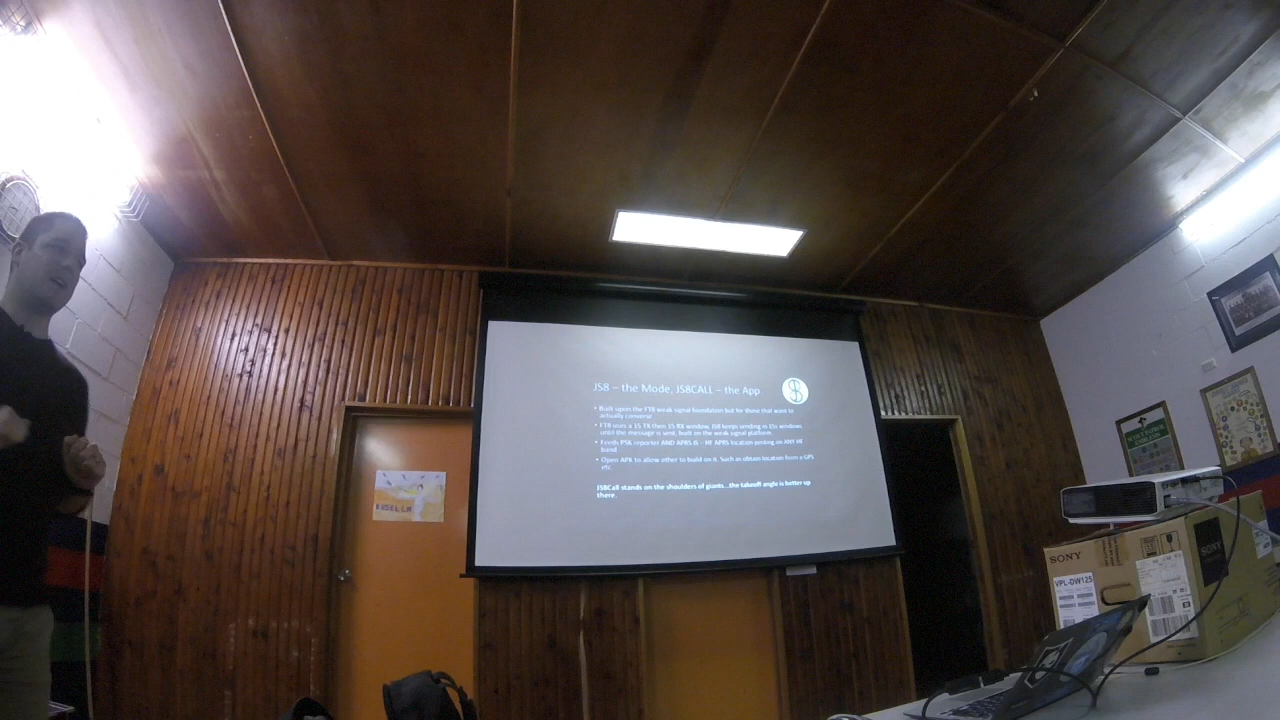 JS8 – the Mode, JS8CALL – the App
• Built upon the FT8 weak signal foundation but for those that want to
actually converse
• FT8 uses a 15 TX then 15 RX window. JS8 keeps sending in 15s windows
until the message is sent, built on the weak signal platform
• Feeds PSK reporter AND APRS IS - HF APRS location posting on ANY HF
band
• Open API to allow other to build on it. Such as obtain location from a GPS
etc
JS8Call stands on the shoulders of giants...the takeoff angle is better up
there.
SONY
VPL-DW125
SONY